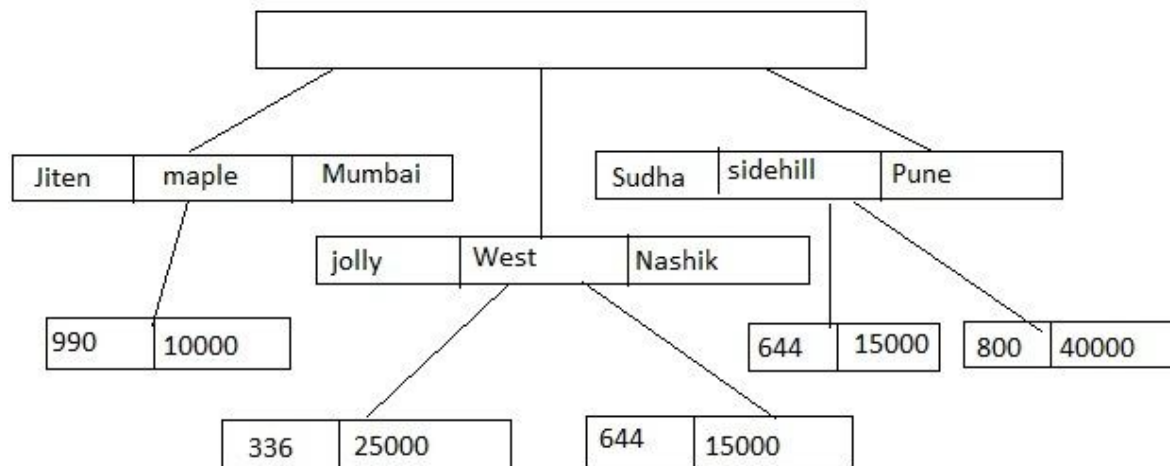 Jiten maple Mumbai
Sudha sidehill Pune
jolly West Nashik
990 10000
644 15000
800 40000
336 25000
644 15000